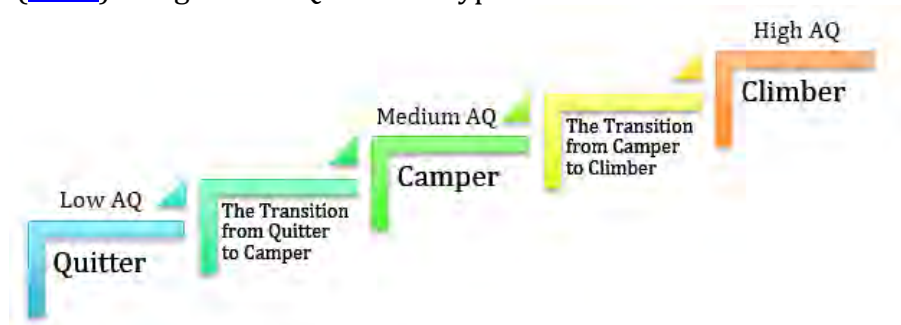 High AQ
Climber
Medium AQ
The Transition
from Camper
to Climber
Camper
Low AQ
The Transition
from Quitter
to Camper
Quitter